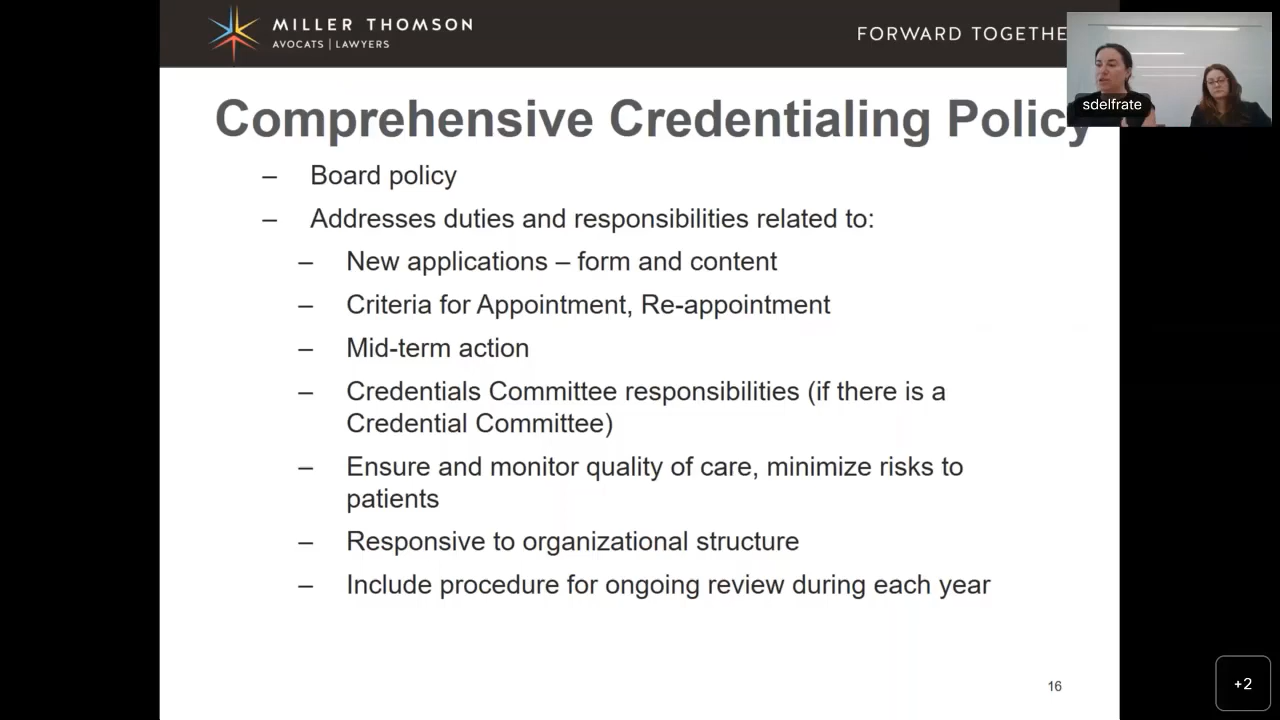 MILLER THOMSON
AVOCATS | LAWYERS
FORWARD TOGETHE
sdelfrate
Comprehensive Credentialing Policy
– Board policy
– Addresses duties and responsibilities related to:
– New applications – form and content
– Criteria for Appointment, Re-appointment
– Mid-term action
– Credentials Committee responsibilities (if there is a
Credential Committee)
– Ensure and monitor quality of care, minimize risks to
patients
– Responsive to organizational structure
– Include procedure for ongoing review during each year
16
+2